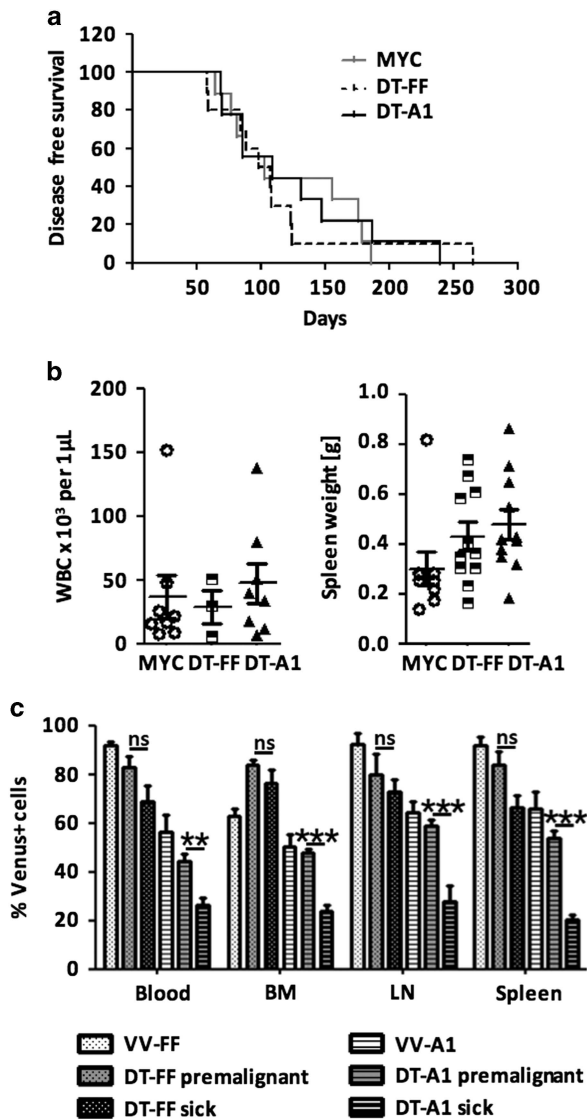 a
120
100
80
60
40
20
0
Disease free survival
MYC
DT-FF
DT-A1
50 100 150 200 250 300
Days
b
200
150
100
50
0
WBC x 10³ per 1µL
MYC DT-FF DT-A1
1.0
0.8
0.6
0.4
0.2
0.0
Spleen weight [g]
MYC DT-FF DT-A1
c
100
80
60
40
20
0
% Venus+ cells
ns ** ns *** ns *** ns ***
Blood BM LN Spleen
VV-FF VV-A1
DT-FF premalignant DT-A1 premalignant
DT-FF sick DT-A1 sick